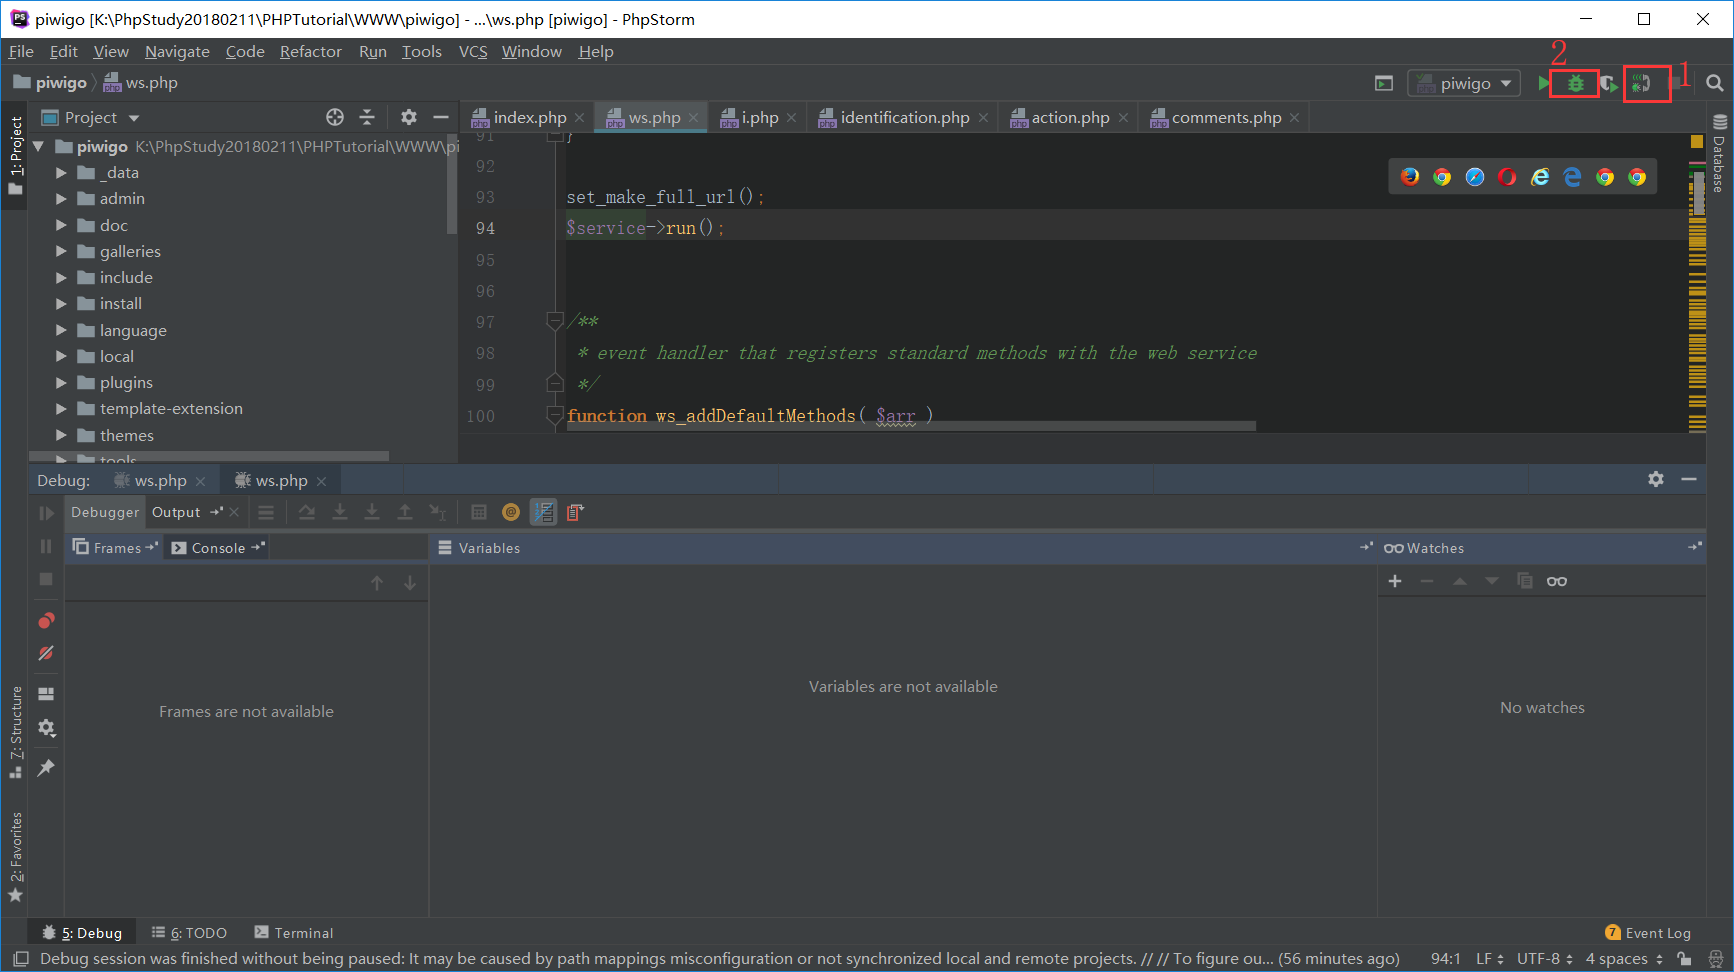 piwigo [K:\PhpStudy20180211\PHPTutorial\WWW\piwigo] - ...\ws.php [piwigo] - PhpStorm
File Edit View Navigate Code Refactor Run Tools VCS Window Help
2
1
piwigo ws.php
piwigo
1: Project
Project
index.php
ws.php
i.php
identification.php
action.php
comments.php
Database
piwigo K:\PhpStudy20180211\PHPTutorial\WWW\pi
_data
admin
doc
galleries
include
install
language
local
plugins
template-extension
themes
tools
91 }
92
93 set_make_full_url();
94 $service->run();
95
96
97 /**
98 * event handler that registers standard methods with the web service
99 */
100 function ws_addDefaultMethods( $arr )
Debug: ws.php ws.php
Debugger Output
Frames Console Variables Watches
Frames are not available
Variables are not available
No watches
7: Structure
2: Favorites
5: Debug 6: TODO Terminal
7 Event Log
Debug session was finished without being paused: It may be caused by path mappings misconfiguration or not synchronized local and remote projects. // // To figure ou... (56 minutes ago) 94:1 LF UTF-8 4 spaces